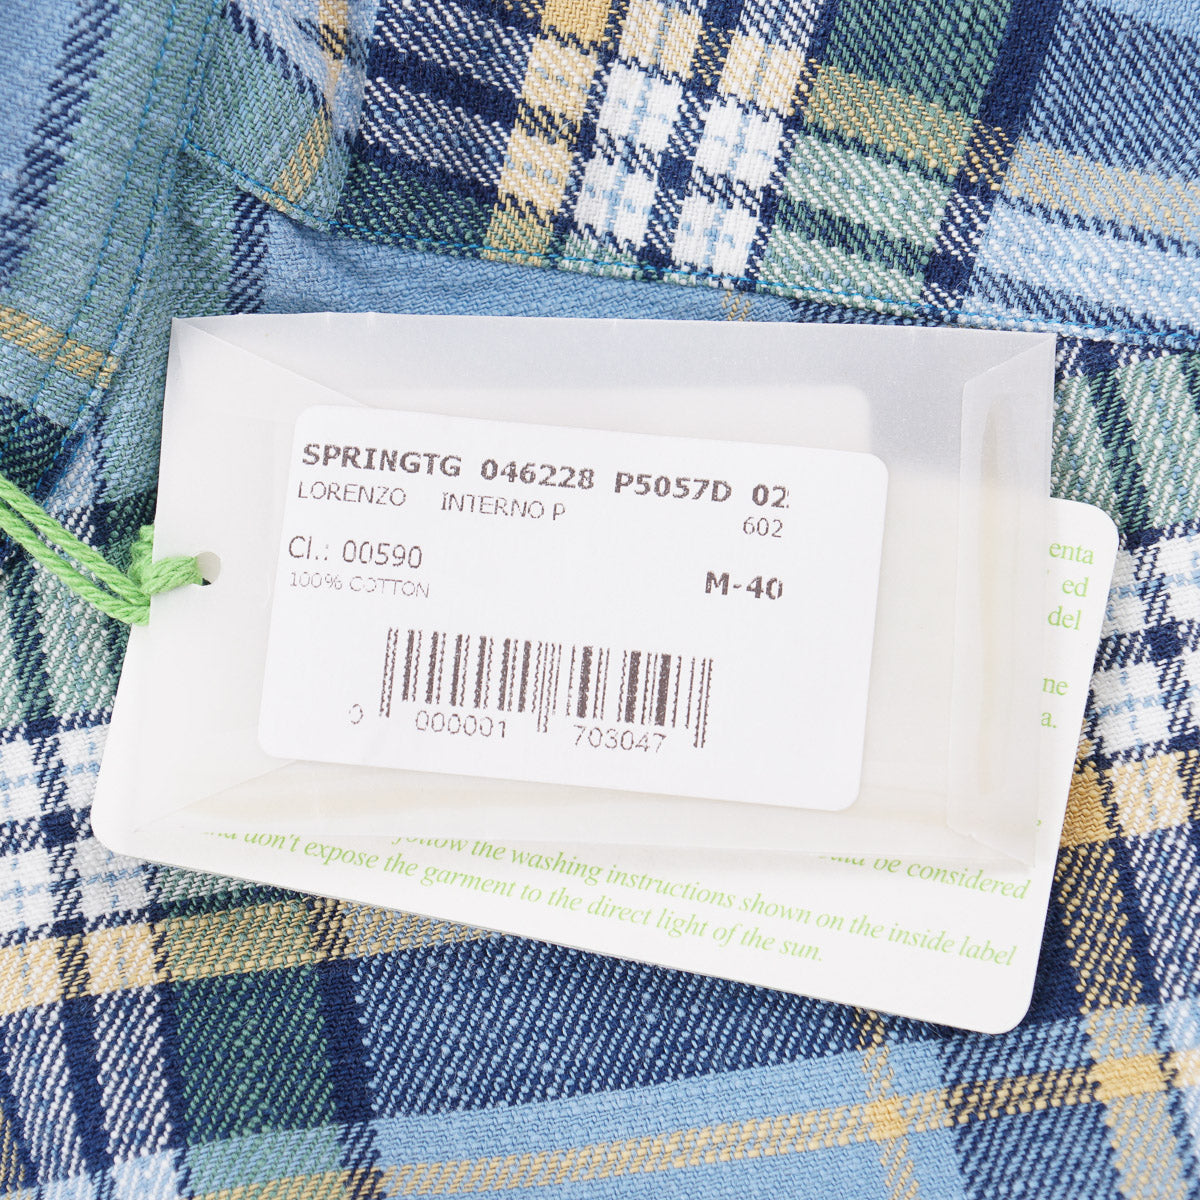 SPRINGTG 046228 P5057D 02
LORENZO INTERNO P
602
Cl.: 00590
100% COTTON
M-40
0 000001 703047
enta
ed
del
ne
a.
be considered
follow the washing instructions shown on the inside label
and don't expose the garment to the direct light of the sun.